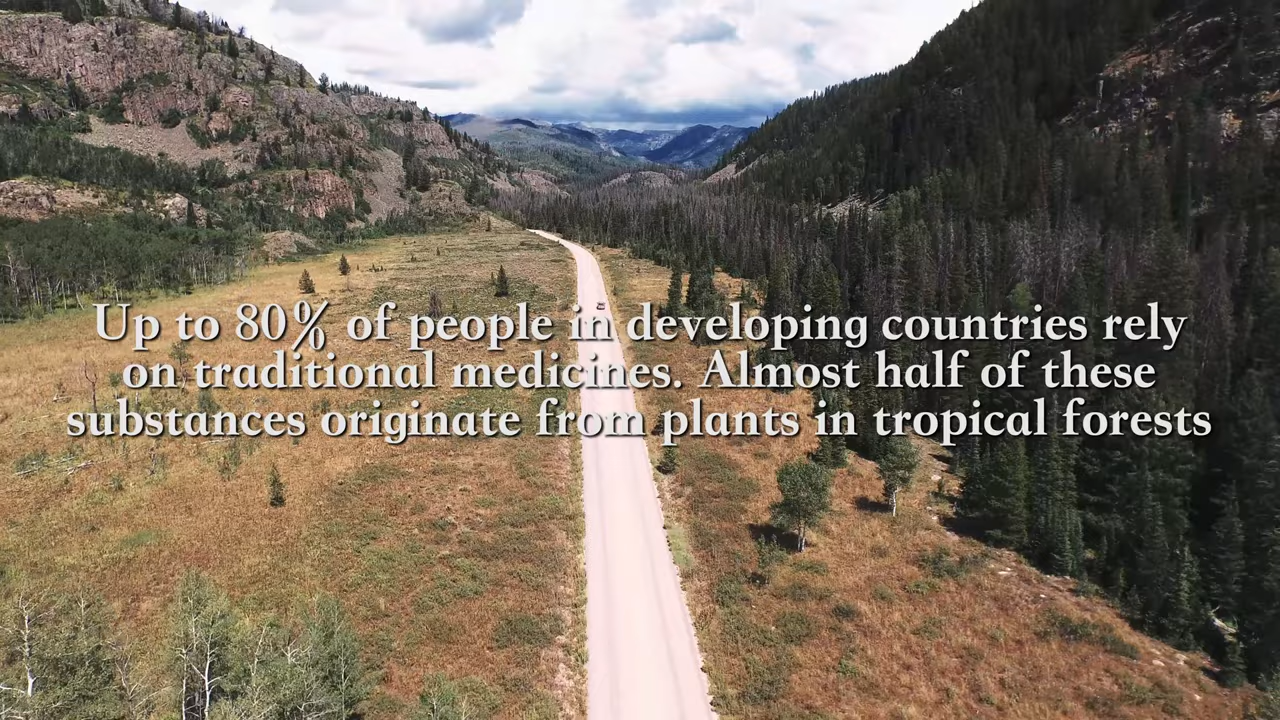 Up to 80% of people in developing countries rely
on traditional medicines. Almost half of these
substances originate from plants in tropical forests